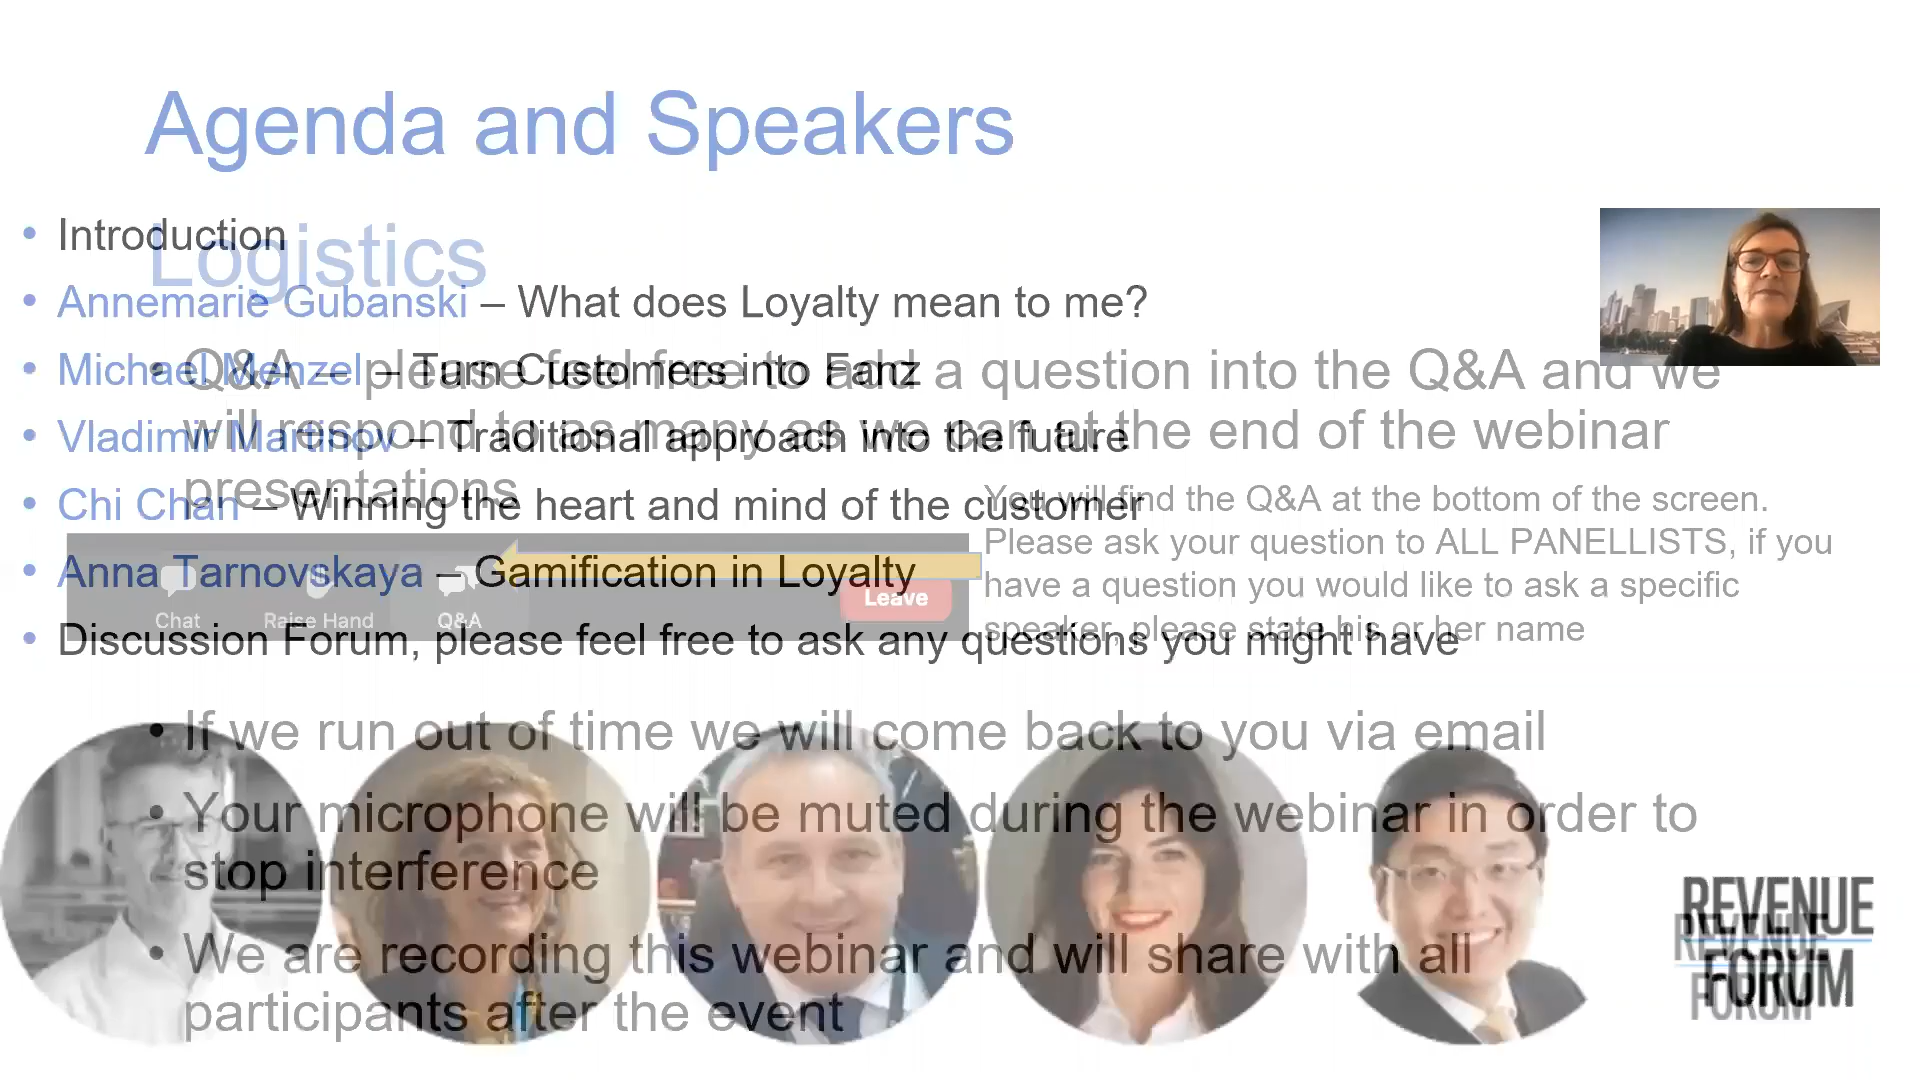 Agenda and Speakers
• Introduction
• Annemarie Gubanski – What does Loyalty mean to me?
• Michael Menzel – Turn Customers into Fanz
• Vladimir Martinov – Traditional approach into the future
• Chi Chan – Winning the heart and mind of the customer
• Anna Tarnovskaya – Gamification in Loyalty
• Discussion Forum, please feel free to ask any questions you might have
Logistics
• Q&A – please feel free to add a question into the Q&A and we
will respond to as many as we can at the end of the webinar
presentations
You will find the Q&A at the bottom of the screen.
Please ask your question to ALL PANELLISTS, if you
have a question you would like to ask a specific
speaker, please state his or her name
Chat
Raise Hand
Q&A
Leave
• If we run out of time we will come back to you via email
• Your microphone will be muted during the webinar in order to
stop interference
• We are recording this webinar and will share with all
participants after the event
REVENUE
FORUM
REVENUE
FORUM